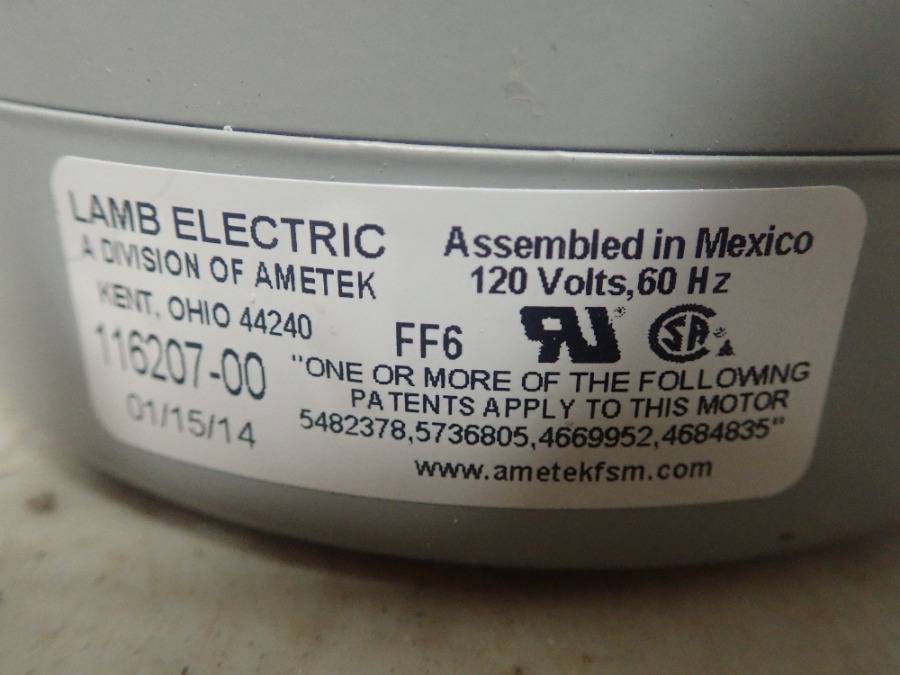 LAMB ELECTRIC
A DIVISION OF AMETEK
KENT, OHIO 44240
116207-00
01/15/14
Assembled in Mexico
120 Volts,60 Hz
FF6
"ONE OR MORE OF THE FOLLOWING
PATENTS APPLY TO THIS MOTOR
5482378,5736805,4669952,4684835"
www.ametekfsm.com